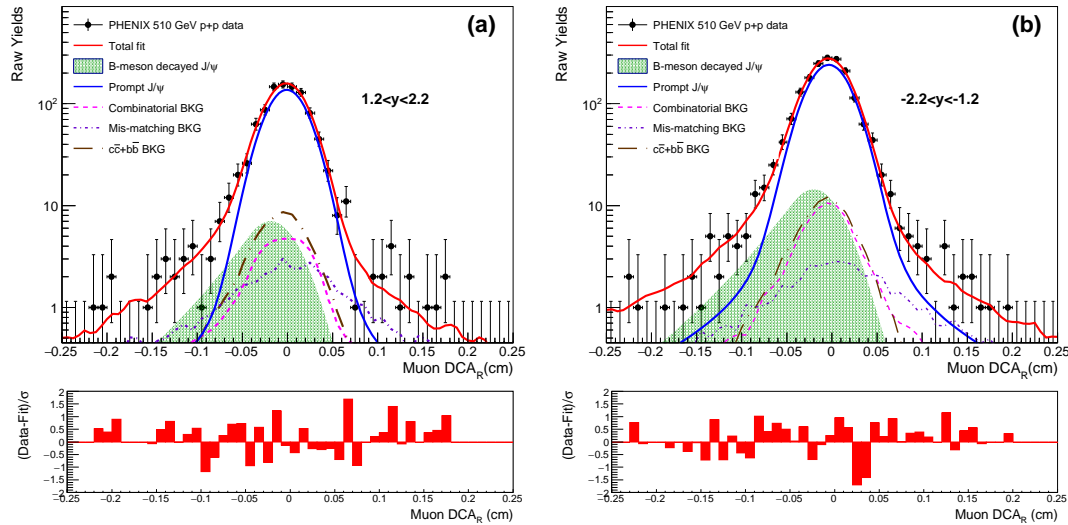 Raw Yields
10²
10
1
(a)
PHENIX 510 GeV p+p data
Total fit
B-meson decayed J/ψ
Prompt J/ψ
Combinatorial BKG
Mis-matching BKG
cc̄+bb̄ BKG
1.2<y<2.2
-0.25 -0.2 -0.15 -0.1 -0.05 0 0.05 0.1 0.15 0.2 0.25
Muon DCA_R(cm)
(Data-Fit)/σ
2
1.5
1
0.5
0
−0.5
−1
−1.5
−2
−0.25 −0.2 −0.15 −0.1 −0.05 0 0.05 0.1 0.15 0.2 0.25
Muon DCA_R (cm)
Raw Yields
10²
10
1
(b)
PHENIX 510 GeV p+p data
Total fit
B-meson decayed J/ψ
Prompt J/ψ
Combinatorial BKG
Mis-matching BKG
cc̄+bb̄ BKG
-2.2<y<-1.2
-0.25 -0.2 -0.15 -0.1 -0.05 0 0.05 0.1 0.15 0.2 0.25
Muon DCA_R(cm)
(Data-Fit)/σ
2
1.5
1
0.5
0
−0.5
−1
−1.5
−2
−0.25 −0.2 −0.15 −0.1 −0.05 0 0.05 0.1 0.15 0.2 0.25
Muon DCA_R (cm)